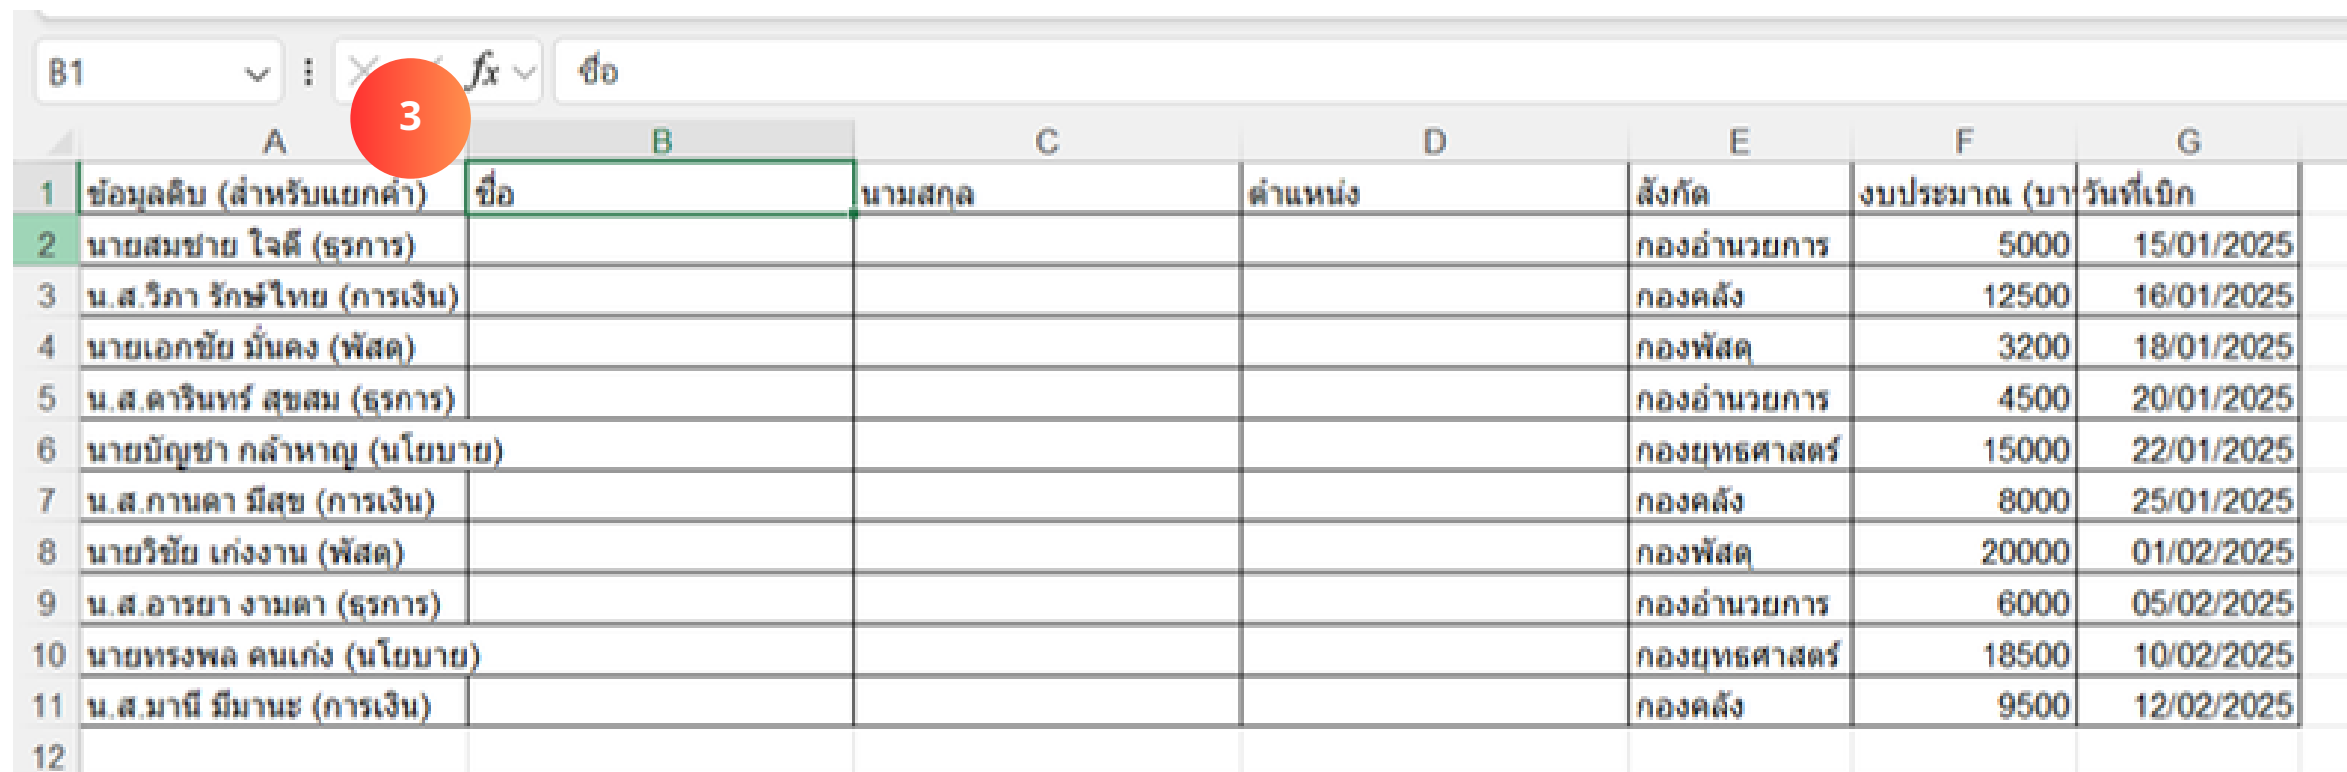 B1 fx ชื่อ
3
A B C D E F G
1 ข้อมูลดิบ (สำหรับแยกคำ) ชื่อ นามสกุล ตำแหน่ง สังกัด งบประมาณ (บา วันที่เบิก
2 นายสมชาย ใจดี (ธุรการ) กองอำนวยการ 5000 15/01/2025
3 น.ส.วิภา รักษ์ไทย (การเงิน) กองคลัง 12500 16/01/2025
4 นายเอกชัย มั่นคง (พัสดุ) กองพัสดุ 3200 18/01/2025
5 น.ส.ดารินทร์ สุขสม (ธุรการ) กองอำนวยการ 4500 20/01/2025
6 นายบัญชา กล้าหาญ (นโยบาย) กองยุทธศาสตร์ 15000 22/01/2025
7 น.ส.กานดา มีสุข (การเงิน) กองคลัง 8000 25/01/2025
8 นายวิชัย เก่งงาน (พัสดุ) กองพัสดุ 20000 01/02/2025
9 น.ส.อารยา งามตา (ธุรการ) กองอำนวยการ 6000 05/02/2025
10 นายทรงพล คนเก่ง (นโยบาย) กองยุทธศาสตร์ 18500 10/02/2025
11 น.ส.มานี มีมานะ (การเงิน) กองคลัง 9500 12/02/2025
12